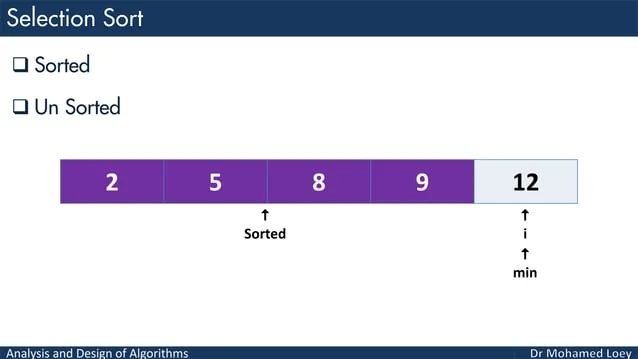 Selection Sort
Sorted
Un Sorted
2 5 8 9 12
Sorted
i
min
Analysis and Design of Algorithms
Dr Mohamed Loey